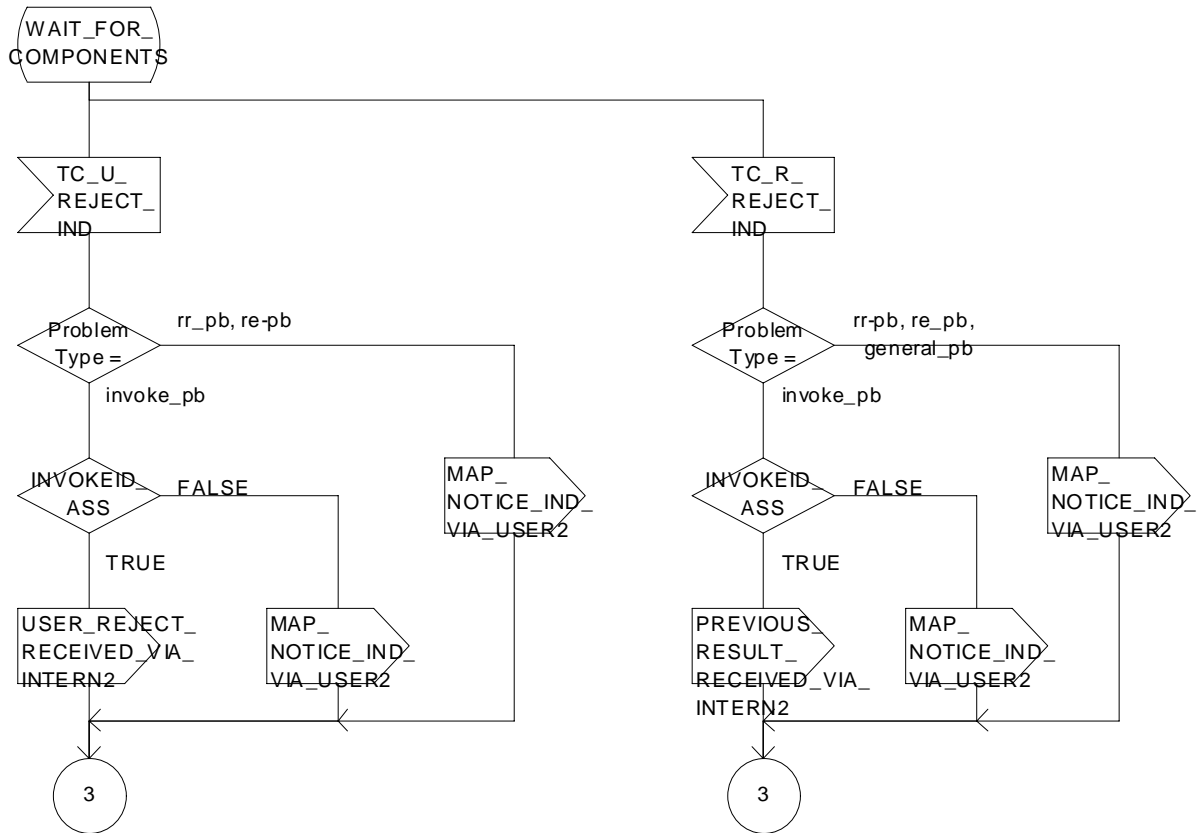 WAIT_FOR_
COMPONENTS
TC_U_
REJECT_
IND
TC_R_
REJECT_
IND
Problem
Type =
rr_pb, re-pb
invoke_pb
Problem
Type =
rr-pb, re_pb,
general_pb
invoke_pb
INVOKEID_
ASS
FALSE
TRUE
MAP_
NOTICE_IND_
VIA_USER2
INVOKEID_
ASS
FALSE
TRUE
MAP_
NOTICE_IND_
VIA_USER2
USER_REJECT_
RECEIVED_VIA_
INTERN2
MAP_
NOTICE_IND_
VIA_USER2
PREVIOUS_
RESULT_
RECEIVED_VIA_
INTERN2
MAP_
NOTICE_IND_
VIA_USER2
3
3